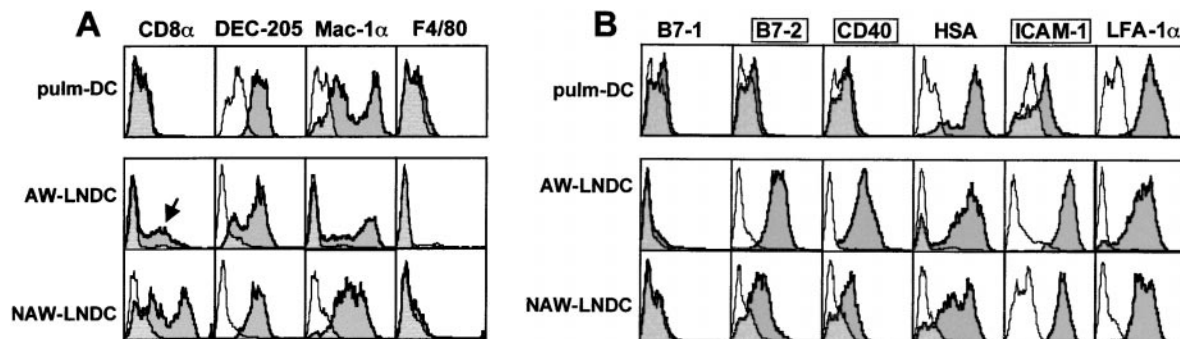 A
CD8α DEC-205 Mac-1α F4/80
pulm-DC
AW-LNDC
NAW-LNDC
B
B7-1 B7-2 CD40 HSA ICAM-1 LFA-1α
pulm-DC
AW-LNDC
NAW-LNDC